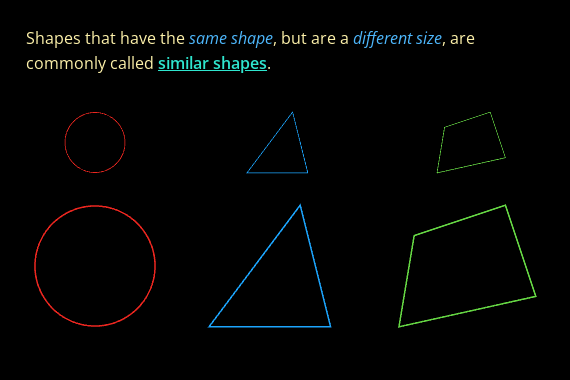 Shapes that have the same shape, but are a different size, are
commonly called similar shapes.